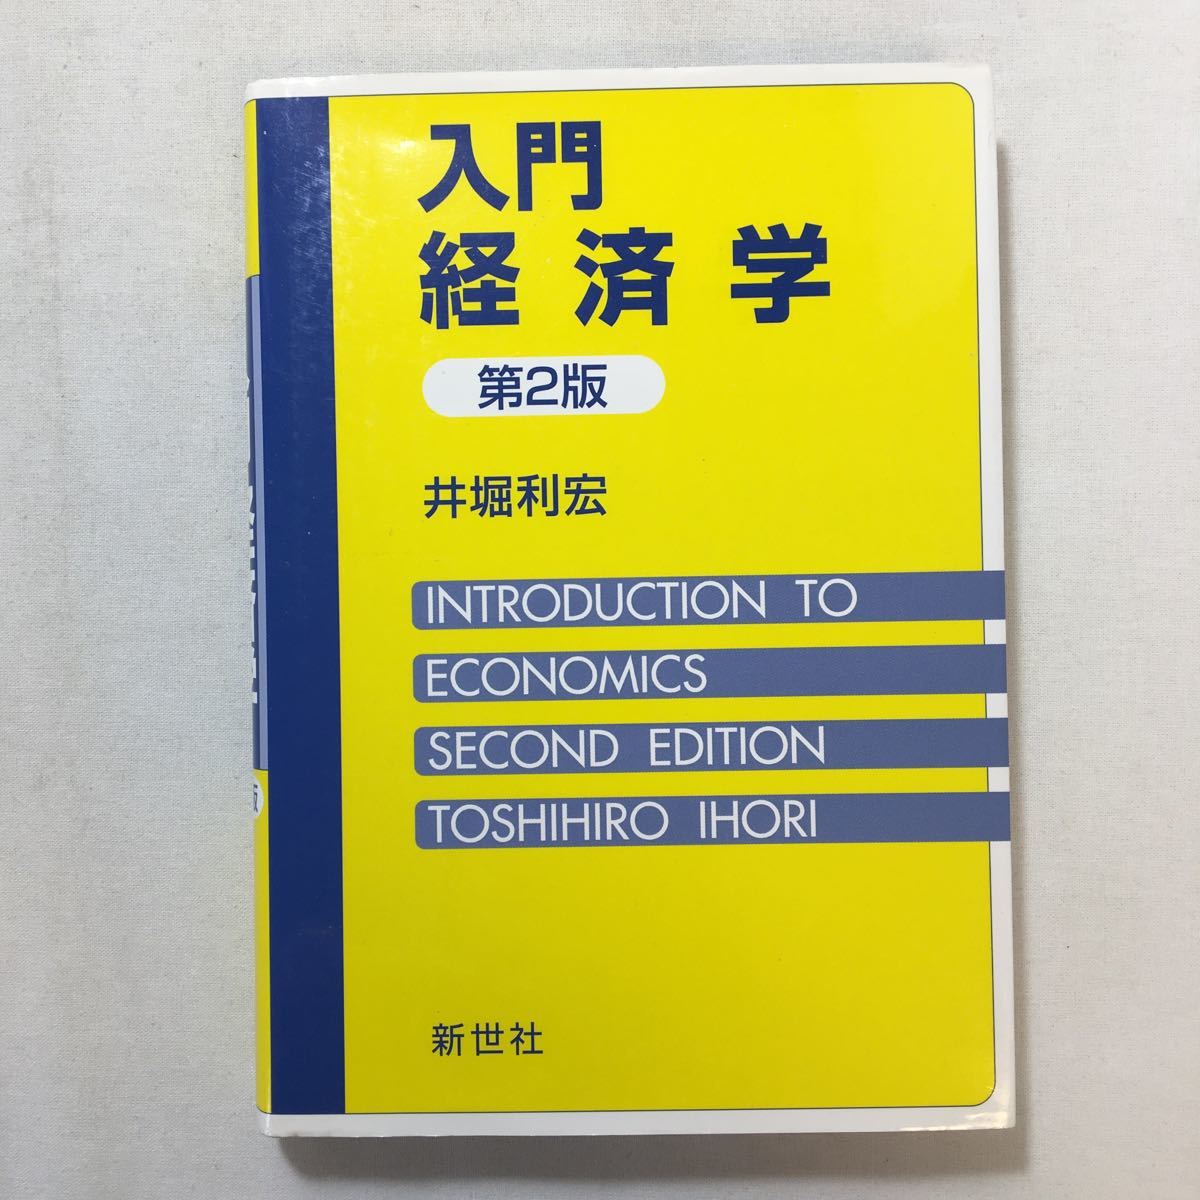 入門
経済学
第2版
井堀利宏
INTRODUCTION TO
ECONOMICS
SECOND EDITION
TOSHIHIRO IHORI
新世社
版